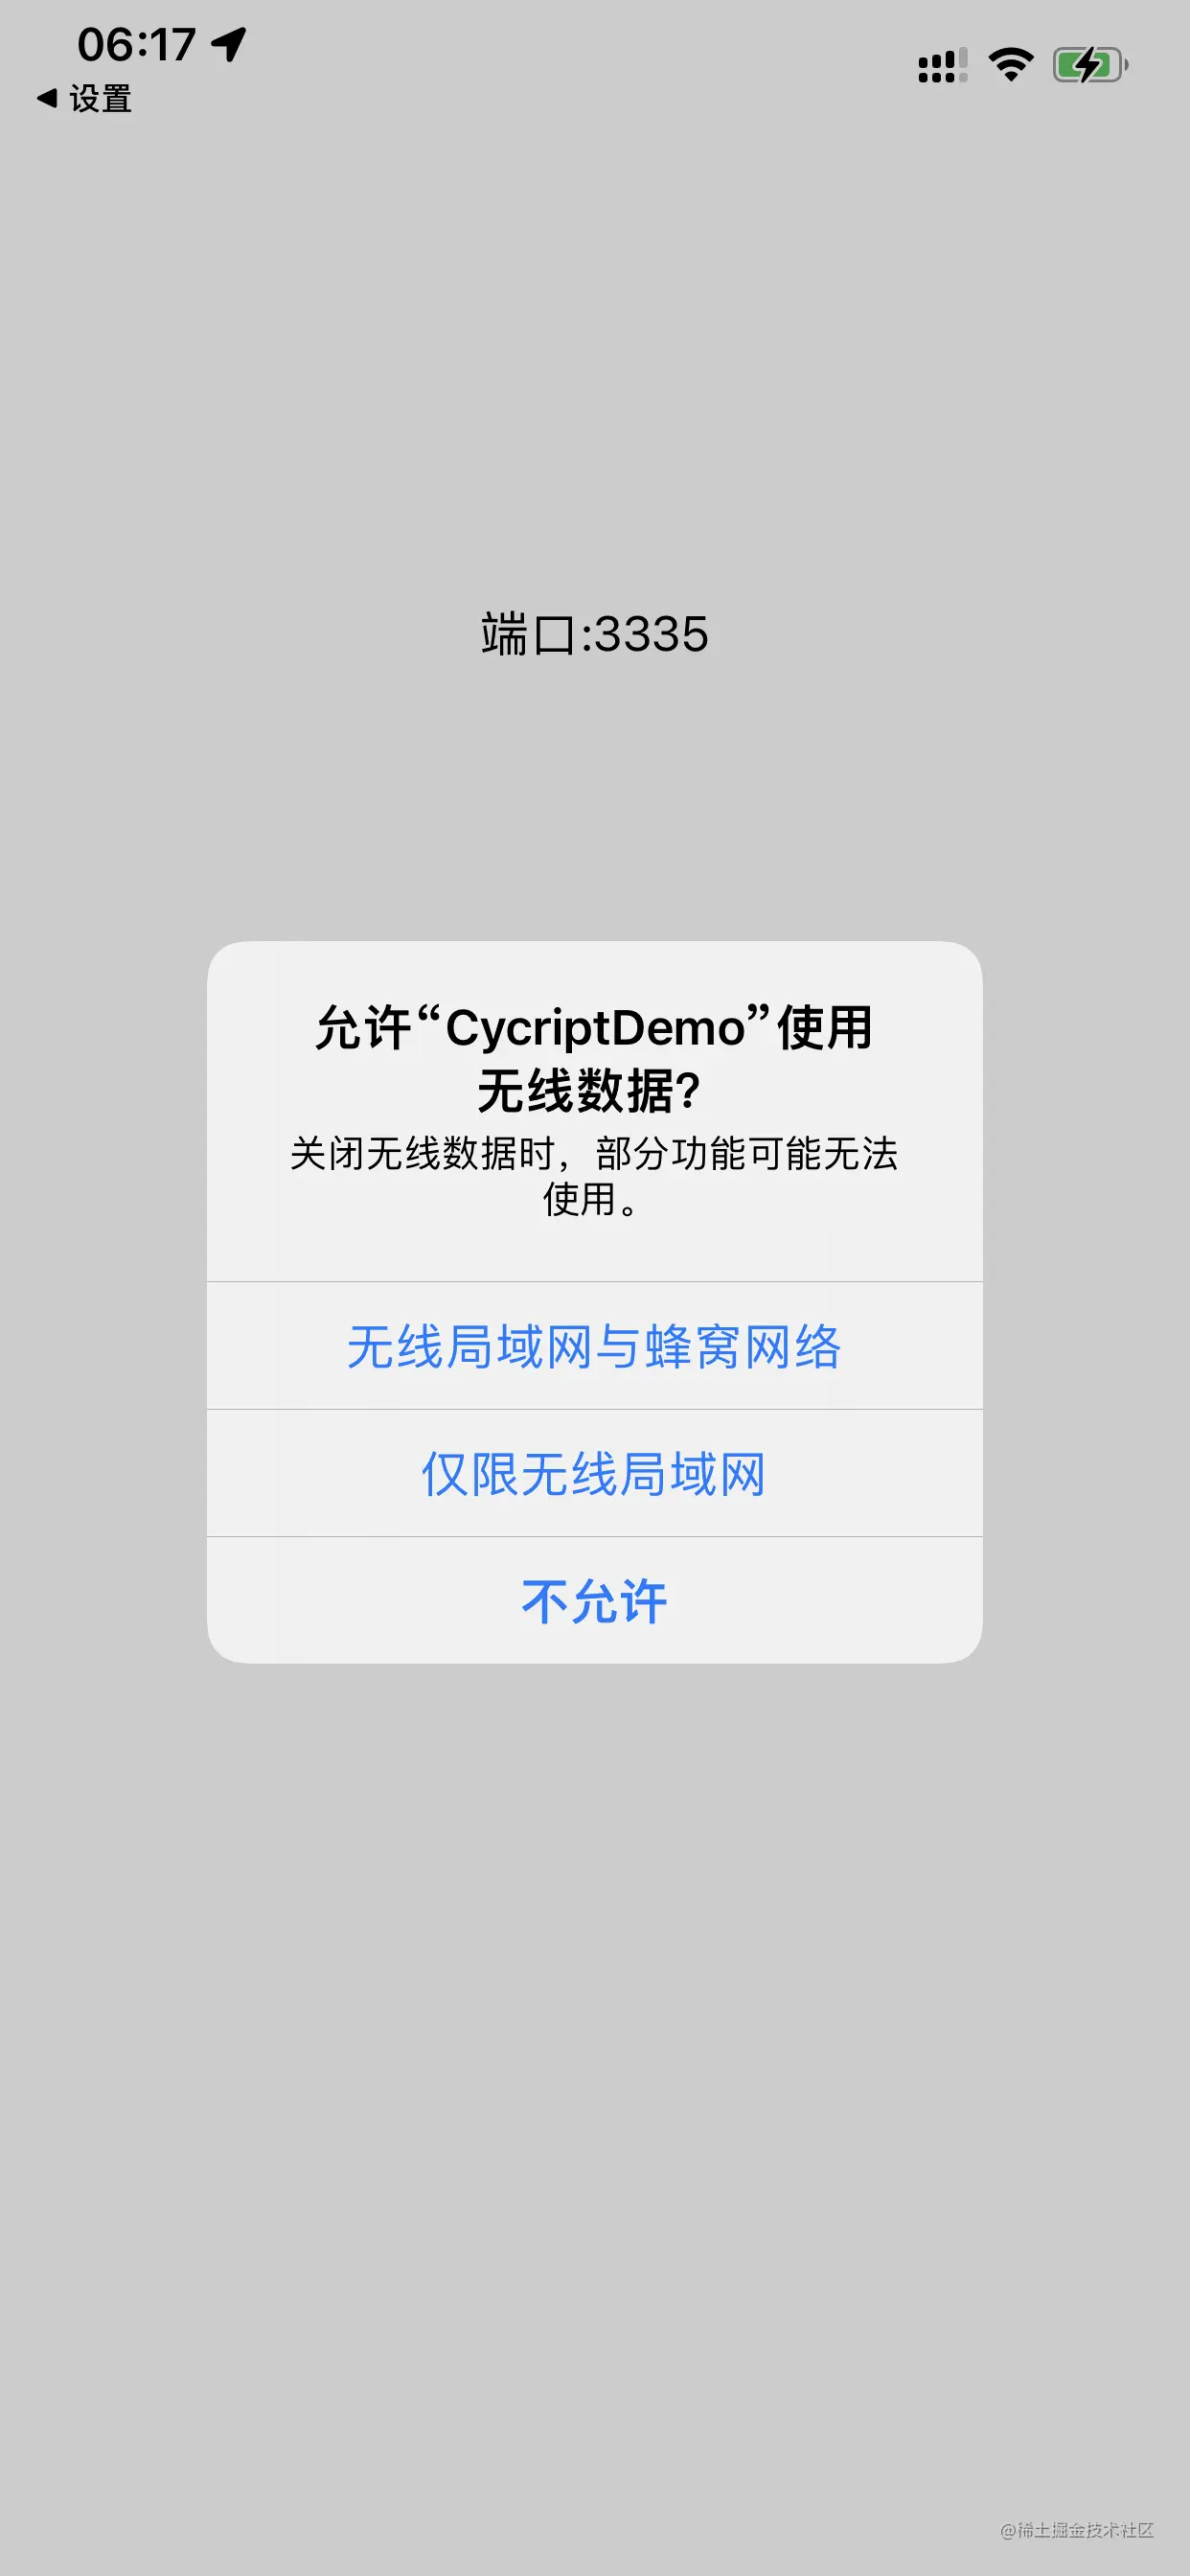 06:17
设置
端口:3335
允许“CycriptDemo”使用
无线数据?
关闭无线数据时，部分功能可能无法
使用。
无线局域网与蜂窝网络
仅限无线局域网
不允许
@稀土掘金技术社区